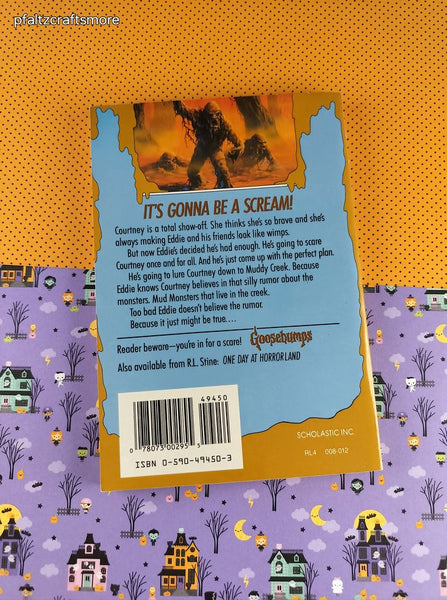 pfaltzcraftsmore
IT'S GONNA BE A SCREAM!
Courtney is a total show-off. She thinks she's so brave and she's
always making Eddie and his friends look like wimps.
But now Eddie's decided he's had enough. He's going to scare
Courtney once and for all. And he's just come up with the perfect plan.
He's going to lure Courtney down to Muddy Creek. Because
Eddie knows Courtney believes in that silly rumor about the
monsters. Mud Monsters that live in the creek.
Too bad Eddie doesn't believe the rumor.
Because it just might be true....
Reader beware—you're in for a scare! Goosebumps
Also available from R.L. Stine: ONE DAY AT HORRORLAND
49450
0 78073 00295 5
ISBN 0-590-49450-3
SCHOLASTIC INC.
RL4 008-012